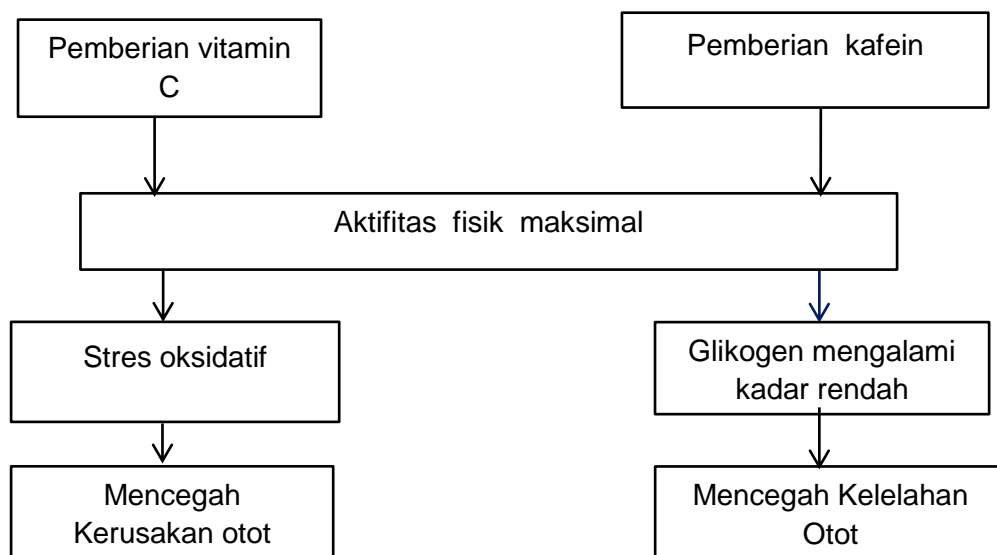 Pemberian vitamin
C
Pemberian kafein
Aktifitas fisik maksimal
Stres oksidatif
Glikogen mengalami
kadar rendah
Mencegah
Kerusakan otot
Mencegah Kelelahan
Otot